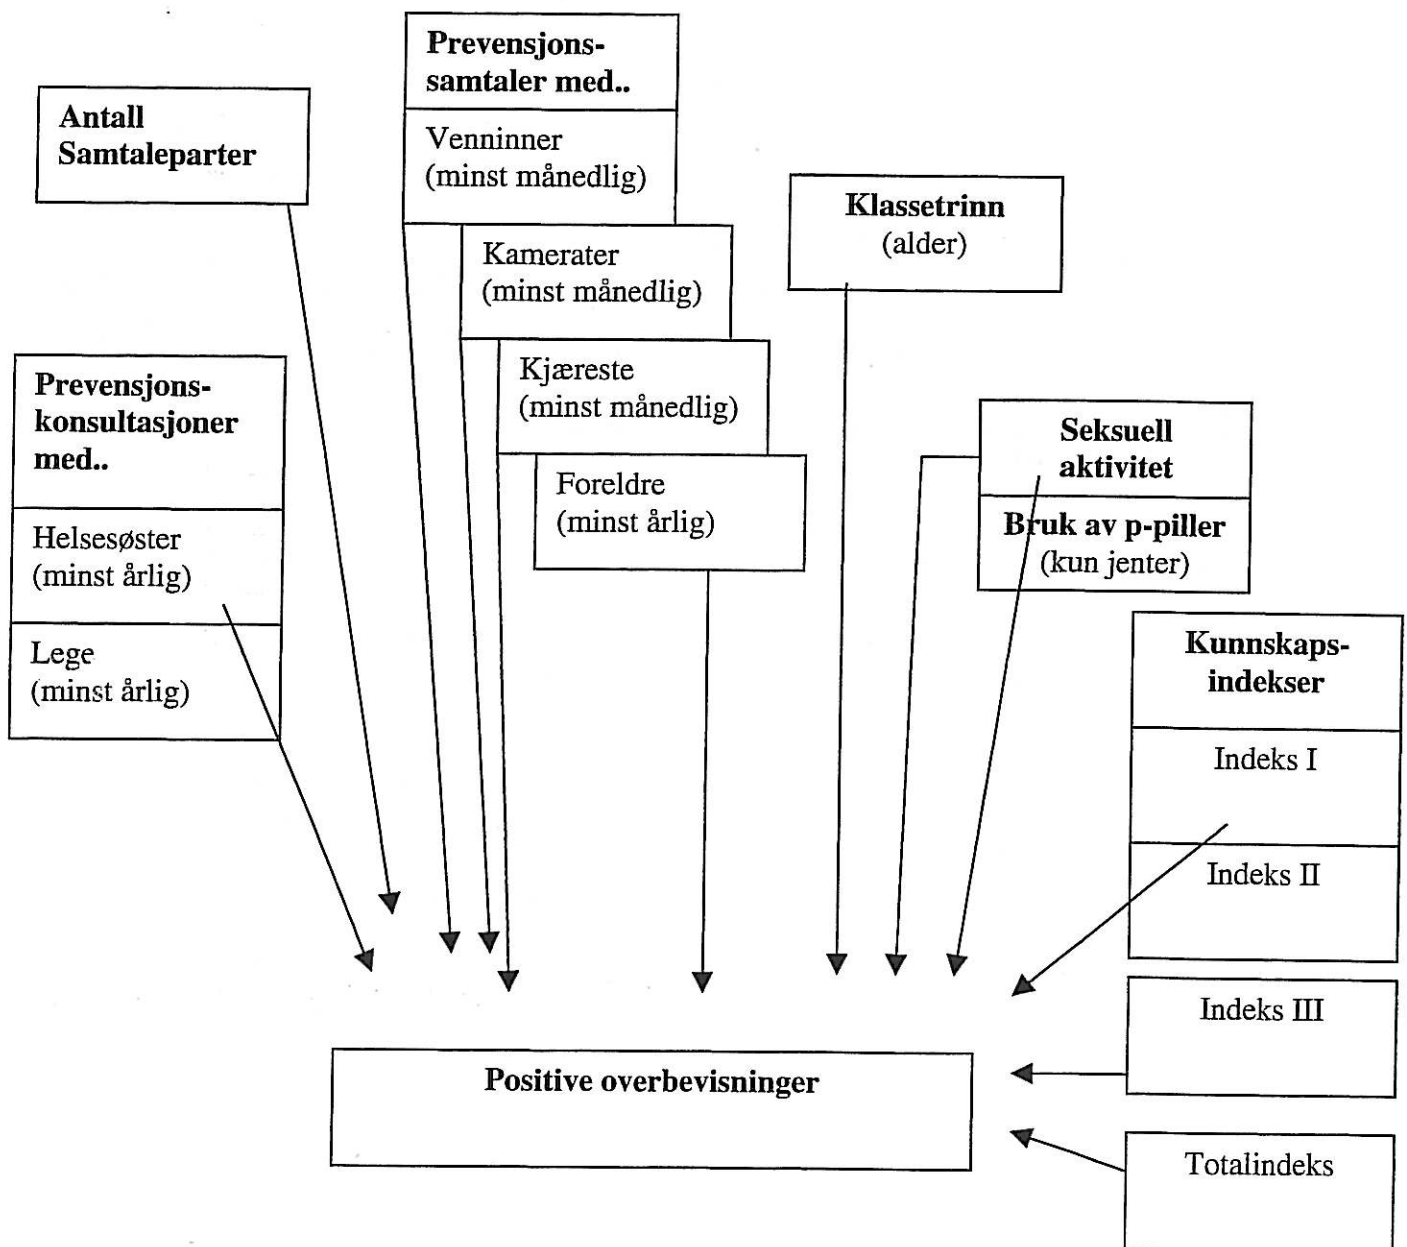 Prevensjons-
samtaler med..
Venninner
(minst månedlig)
Kamerater
(minst månedlig)
Kjæreste
(minst månedlig)
Foreldre
(minst årlig)
Antall
Samtaleparter
Klassetrinn
(alder)
Prevensjons-
konsultasjoner
med..
Helsesøster
(minst årlig)
Lege
(minst årlig)
Seksuell
aktivitet
Bruk av p-piller
(kun jenter)
Kunnskaps-
indekser
Indeks I
Indeks II
Indeks III
Totalindeks
Positive overbevisninger